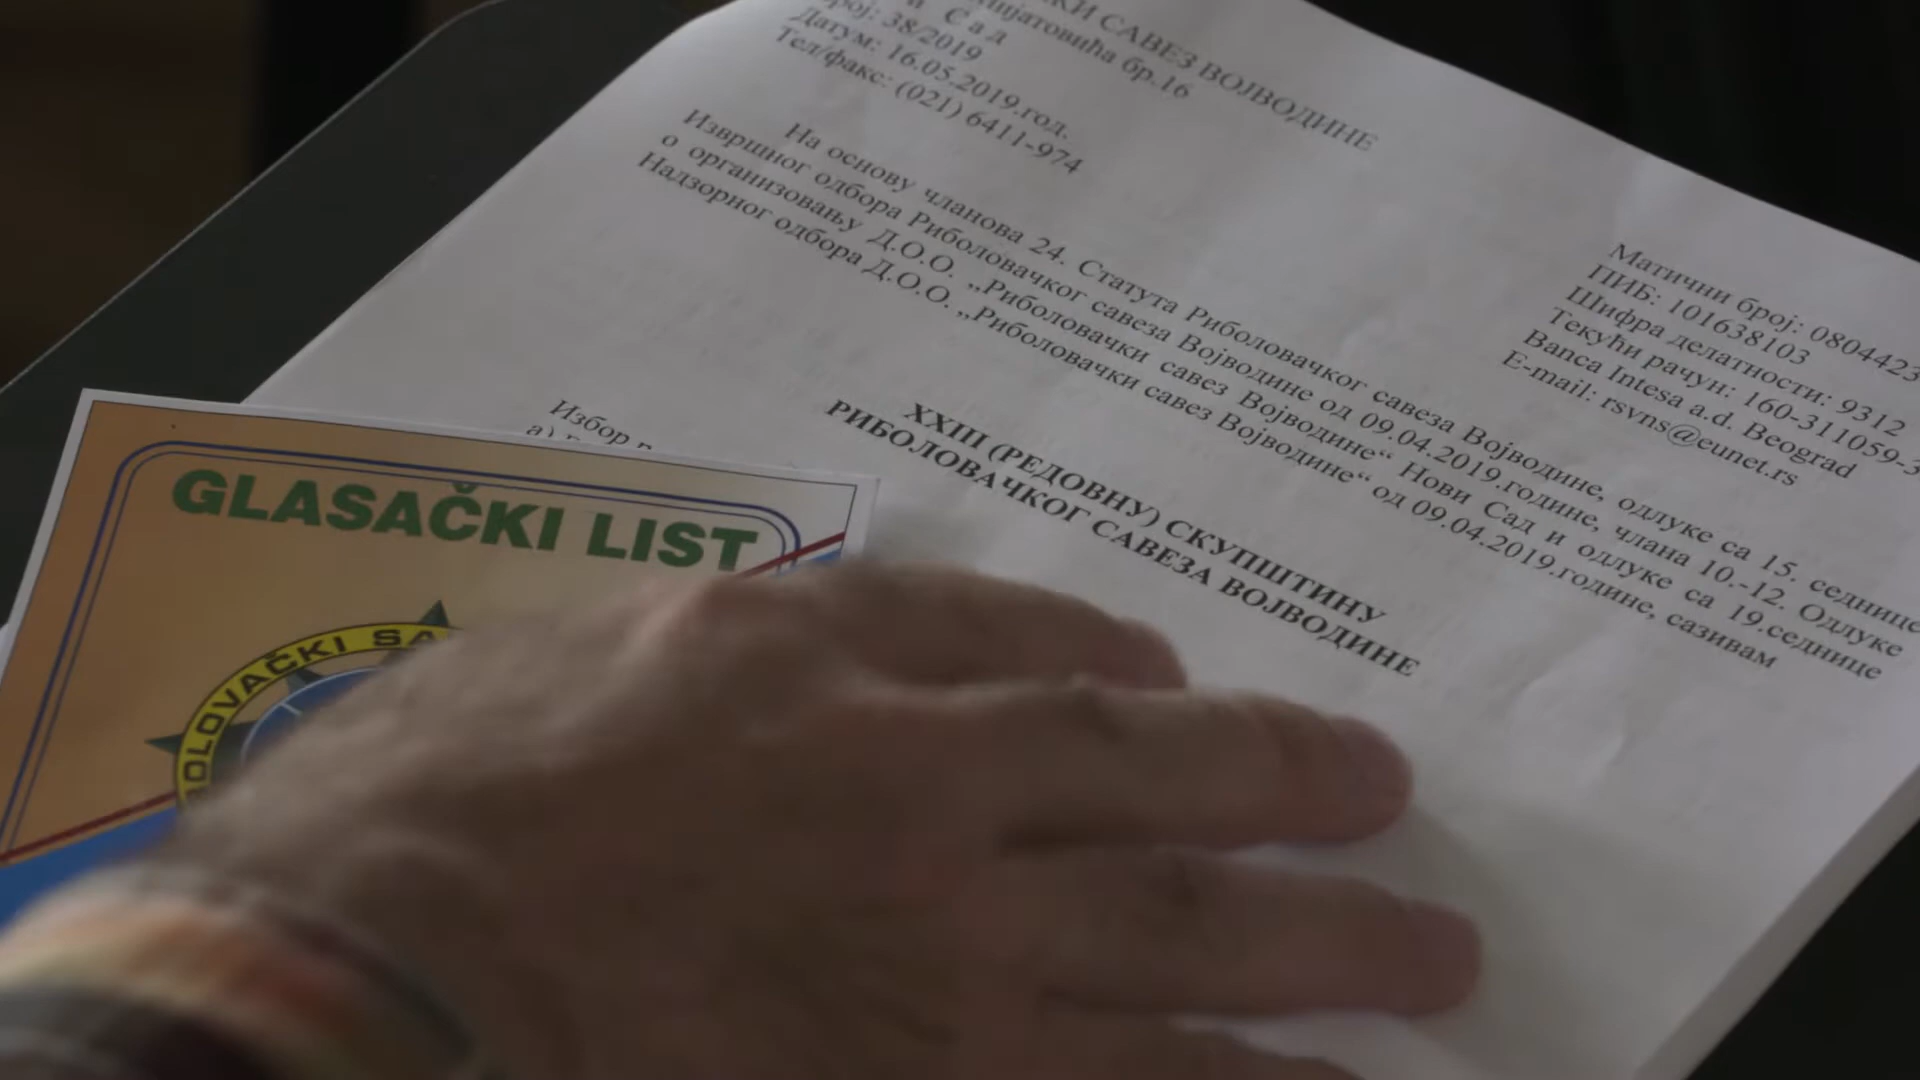 КИ САВЕЗ ВОЈВОДИНЕ
бр.16
а Сад
број: 38/2019
Датум: 16.05.2019.год.
Тел/факс: (021) 6411-974
Матични број: 0804423
ПИБ: 101638103
Шифра делатности: 9312
Текући рачун: 160-311059-3
Banca Intesa a.d. Beograd
E-mail: rsvns@eunet.rs
На основу чланова 24. Статута Риболовачког савеза Војводине, одлуке са 15. седнице
Извршног одбора Риболовачког савеза Војводине од 09.04.2019.године, члана 10.-12. Одлуке
о организовању Д.О.О. „Риболовачки савез Војводине“ Нови Сад и одлуке са 19.седнице
Надзорног одбора Д.О.О. „Риболовачки савез Војводине“ од 09.04.2019.године, сазивам
XXIII (РЕДОВНУ) СКУПШТИНУ
РИБОЛОВАЧКОГ САВЕЗА ВОЈВОДИНЕ
Избор
а)
GLASAČKI LIST
BOLOVAČKI SA